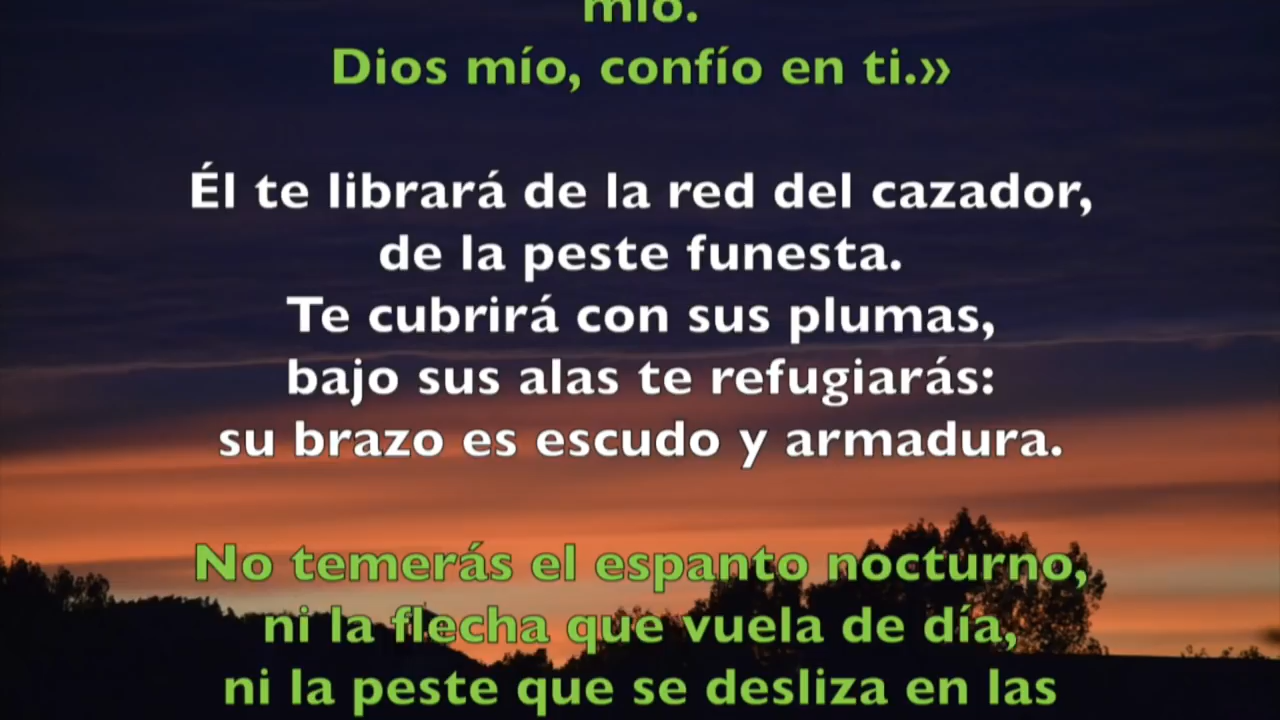 mío.
Dios mío, confío en ti.»
Él te librará de la red del cazador,
de la peste funesta.
Te cubrirá con sus plumas,
bajo sus alas te refugiarás:
su brazo es escudo y armadura.
No temerás el espanto nocturno,
ni la flecha que vuela de día,
ni la peste que se desliza en las